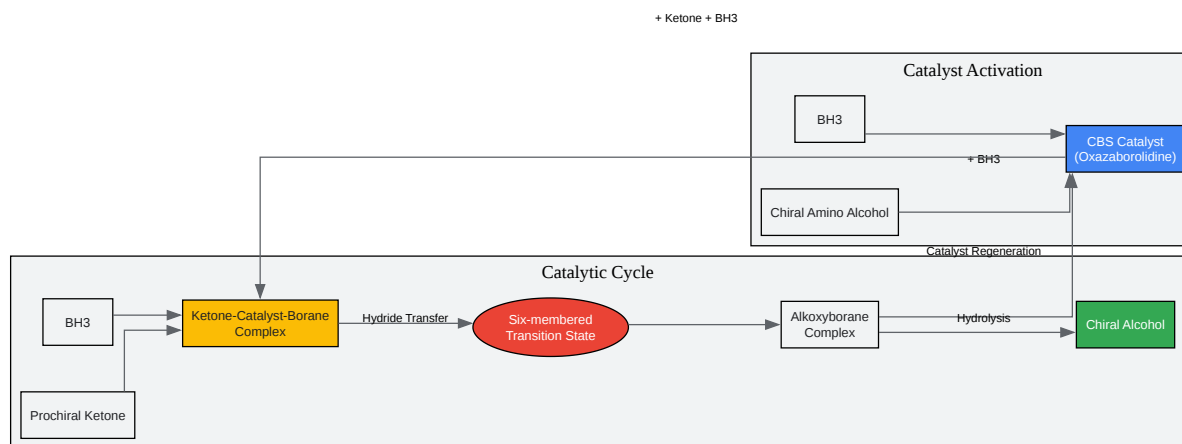 + Ketone + BH3
Catalyst Activation
BH3
CBS Catalyst
(Oxazaborolidine)
+ BH3
Chiral Amino Alcohol
Catalyst Regeneration
Catalytic Cycle
BH3
Ketone-Catalyst-Borane
Complex
Hydride Transfer
Six-membered
Transition State
Alkoxyborane
Complex
Hydrolysis
Chiral Alcohol
Prochiral Ketone